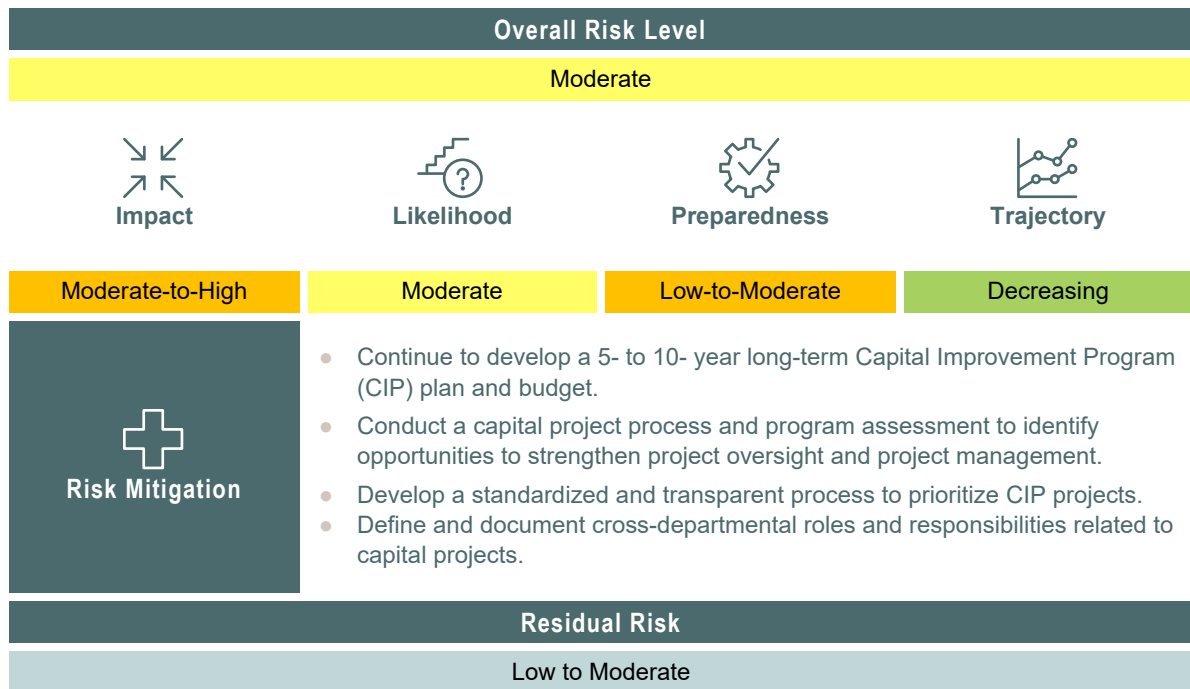 Overall Risk Level
Moderate
Impact
Likelihood
?
Preparedness
Trajectory
Moderate-to-High
Moderate
Low-to-Moderate
Decreasing
Risk Mitigation
• Continue to develop a 5- to 10- year long-term Capital Improvement Program
(CIP) plan and budget.
• Conduct a capital project process and program assessment to identify
opportunities to strengthen project oversight and project management.
• Develop a standardized and transparent process to prioritize CIP projects.
• Define and document cross-departmental roles and responsibilities related to
capital projects.
Residual Risk
Low to Moderate